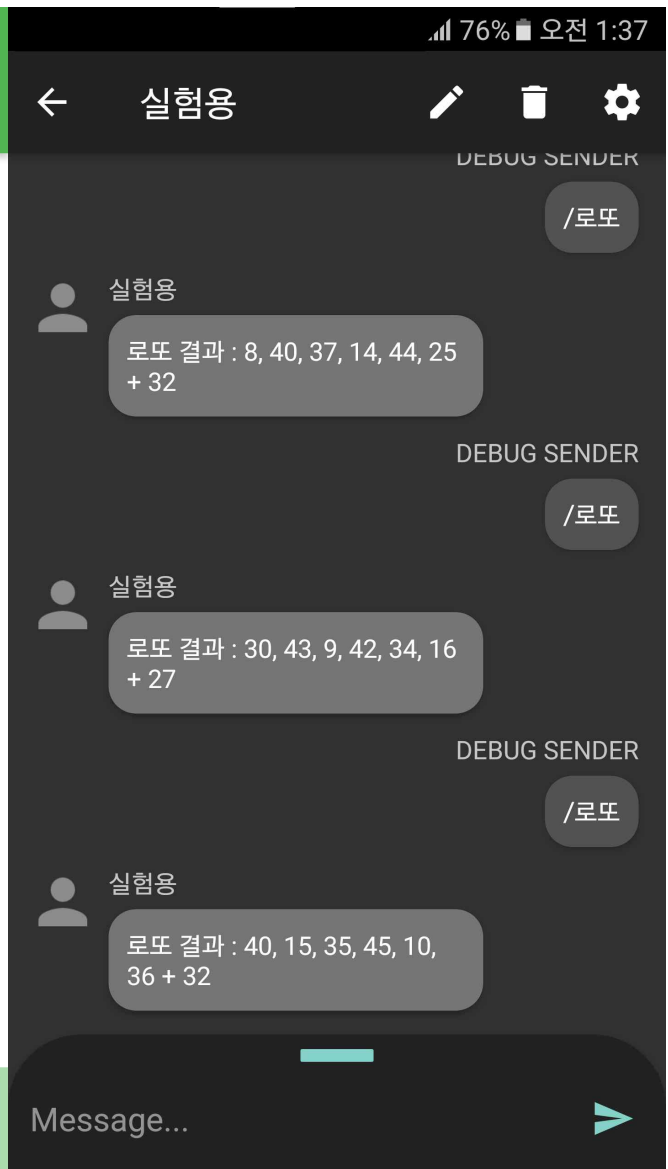 76% 오전 1:37
실험용
DEBUG SENDER
/로또
실험용
로또 결과 : 8, 40, 37, 14, 44, 25
+ 32
DEBUG SENDER
/로또
실험용
로또 결과 : 30, 43, 9, 42, 34, 16
+ 27
DEBUG SENDER
/로또
실험용
로또 결과 : 40, 15, 35, 45, 10,
36 + 32
Message...